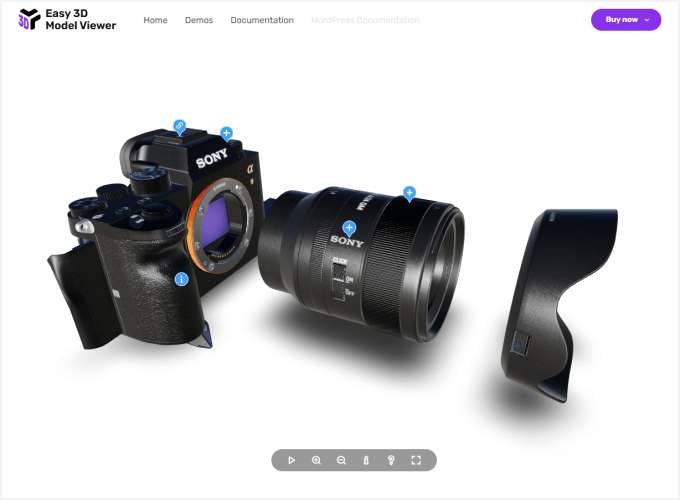 Easy 3D
Model Viewer
Home
Demos
Documentation
WordPress Documentation
Buy now
SONY
α
SONY
CLICK
ON
OFF